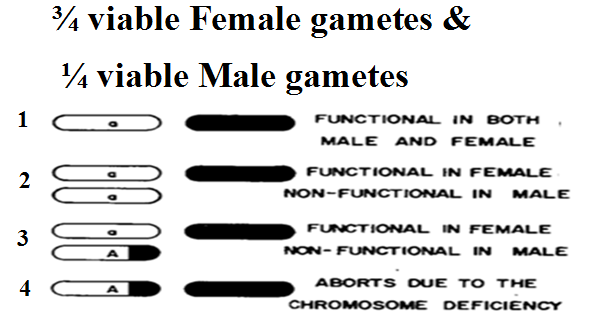 ¾ viable Female gametes &
¼ viable Male gametes
1 a FUNCTIONAL IN BOTH
MALE AND FEMALE
2 a FUNCTIONAL IN FEMALE
a NON-FUNCTIONAL IN MALE
3 a FUNCTIONAL IN FEMALE
A NON-FUNCTIONAL IN MALE
4 A ABORTS DUE TO THE
CHROMOSOME DEFICIENCY